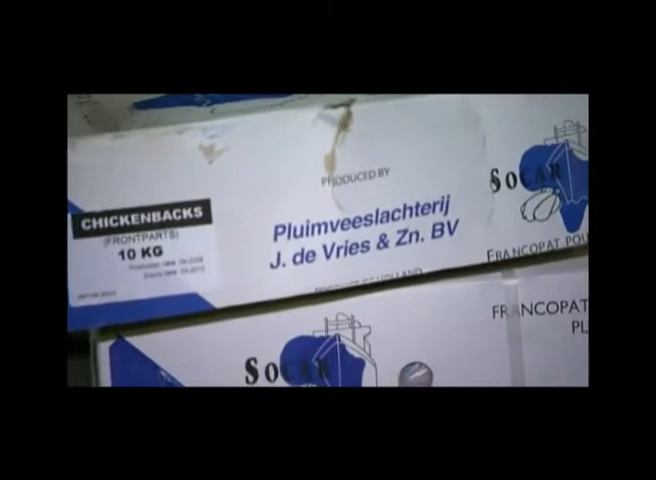 CHICKENBACKS
(FRONTPARTS)
10 KG
PRODUCED BY
Pluimveeslachterij
J. de Vries & Zn. BV
SOCAR
FRANCOPAT
SOCAR
FRANCOPAT